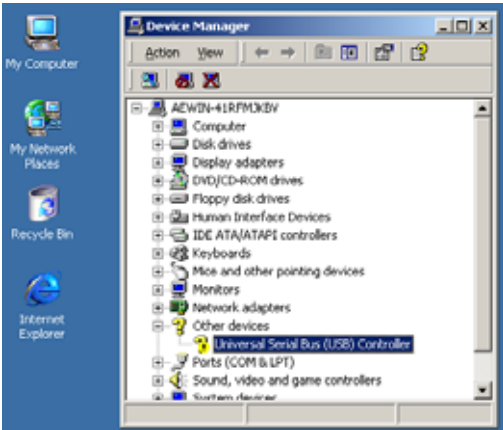 My Computer
My Network
Places
Recycle Bin
Internet
Explorer
Device Manager
Action View
AEWIN-41RFMJKBV
Computer
Disk drives
Display adapters
DVD/CD-ROM drives
Floppy disk drives
Human Interface Devices
IDE ATA/ATAPI controllers
Keyboards
Mice and other pointing devices
Monitors
Network adapters
Other devices
Universal Serial Bus (USB) Controller
Ports (COM & LPT)
Sound, video and game controllers
System devices